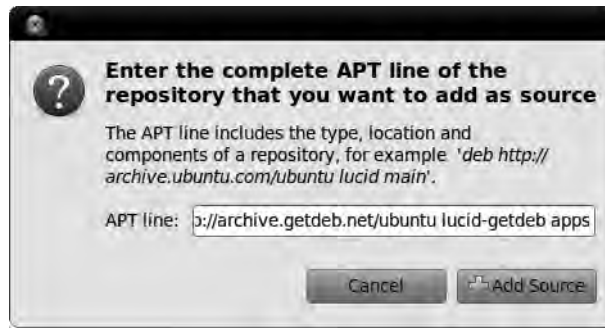 Enter the complete APT line of the
repository that you want to add as source
The APT line includes the type, location and
components of a repository, for example 'deb http://
archive.ubuntu.com/ubuntu lucid main'.
APT line: p://archive.getdeb.net/ubuntu lucid-getdeb apps
Cancel
Add Source